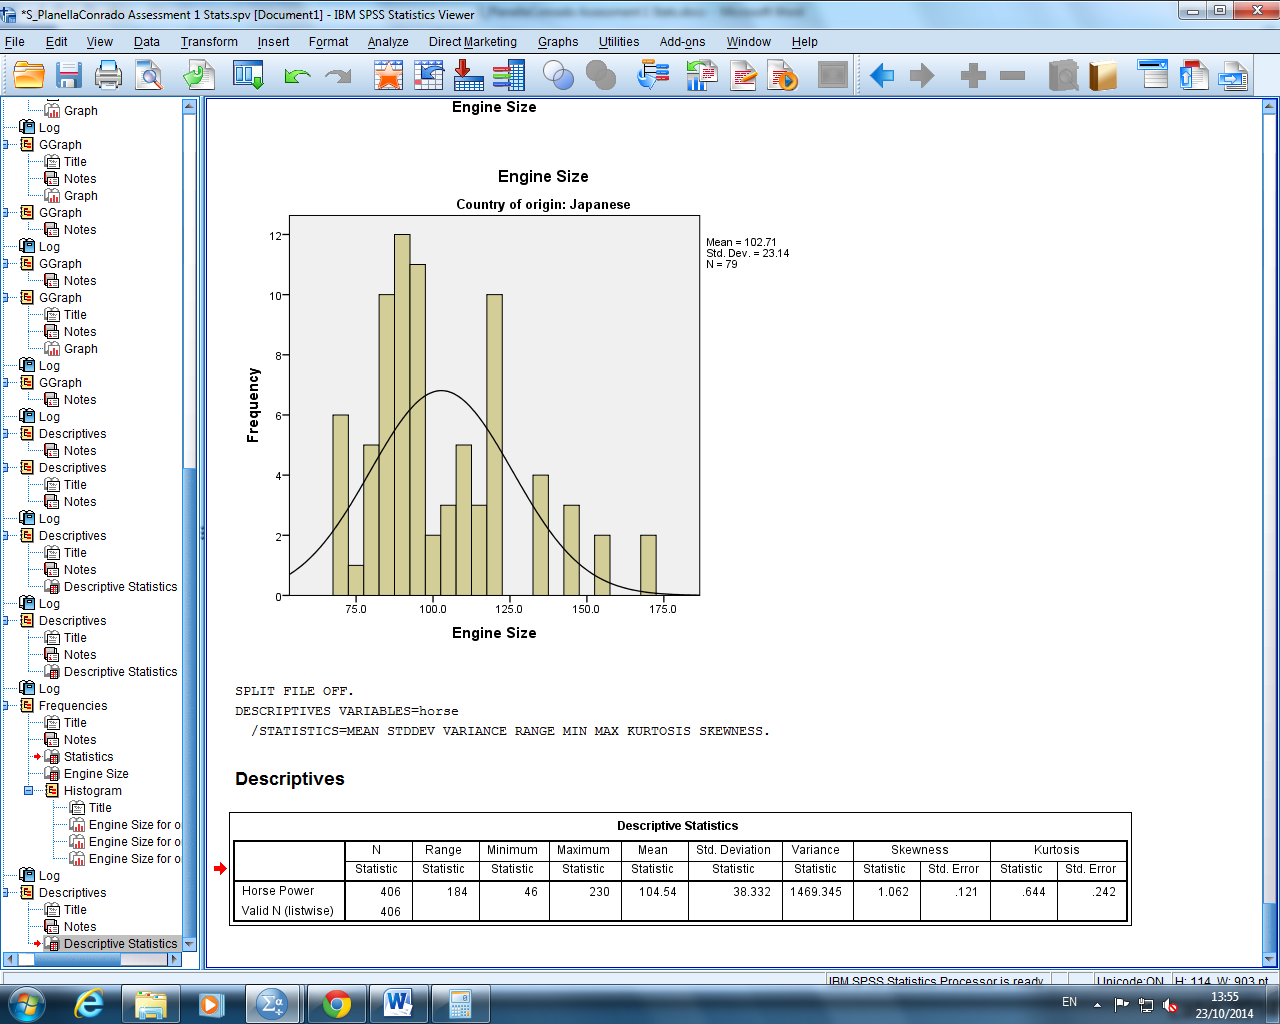 *S_PlanellaConrado Assessment 1 Stats.spv [Document1] - IBM SPSS Statistics Viewer
File Edit View Data Transform Insert Format Analyze Direct Marketing Graphs Utilities Add-ons Window Help
Graph
Log
GGraph
Title
Notes
Graph
GGraph
Notes
Log
GGraph
Notes
GGraph
Title
Notes
Graph
Log
GGraph
Notes
Log
Descriptives
Notes
Descriptives
Title
Notes
Log
Descriptives
Title
Notes
Descriptive Statistics
Log
Descriptives
Title
Notes
Descriptive Statistics
Log
Frequencies
Title
Notes
Statistics
Engine Size
Histogram
Title
Engine Size for o
Engine Size for o
Engine Size for o
Log
Descriptives
Title
Notes
Descriptive Statistics
Engine Size
Engine Size
Country of origin: Japanese
Mean = 102.71
Std. Dev. = 23.14
N = 79
Frequency
12
10
8
6
4
2
0
75.0 100.0 125.0 150.0 175.0
Engine Size
SPLIT FILE OFF.
DESCRIPTIVES VARIABLES=horse
/STATISTICS=MEAN STDDEV VARIANCE RANGE MIN MAX KURTOSIS SKEWNESS.
Descriptives
Descriptive Statistics
N Range Minimum Maximum Mean Std. Deviation Variance Skewness Kurtosis
Statistic Statistic Statistic Statistic Statistic Statistic Statistic Statistic Std. Error Statistic Std. Error
Horse Power 406 184 46 230 104.54 38.332 1469.345 1.062 .121 .644 .242
Valid N (listwise) 406
IBM SPSS Statistics Processor is ready Unicode:ON H: 114, W: 903 pt
EN 13:55
23/10/2014